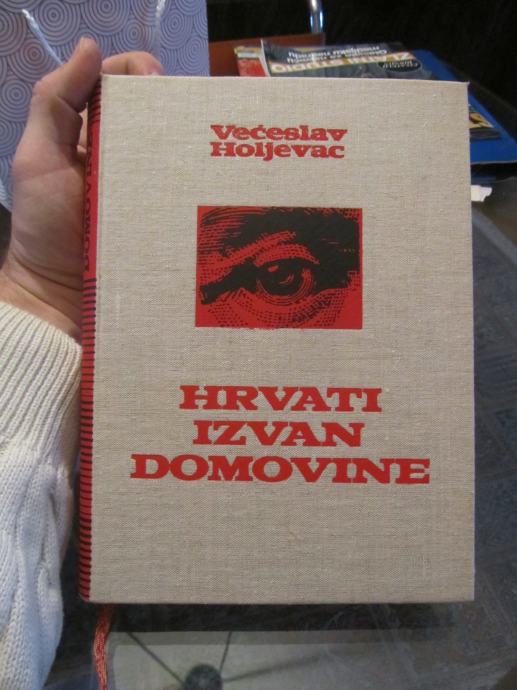 Većeslav
Holjevac
HRVATI
IZVAN
DOMOVINE